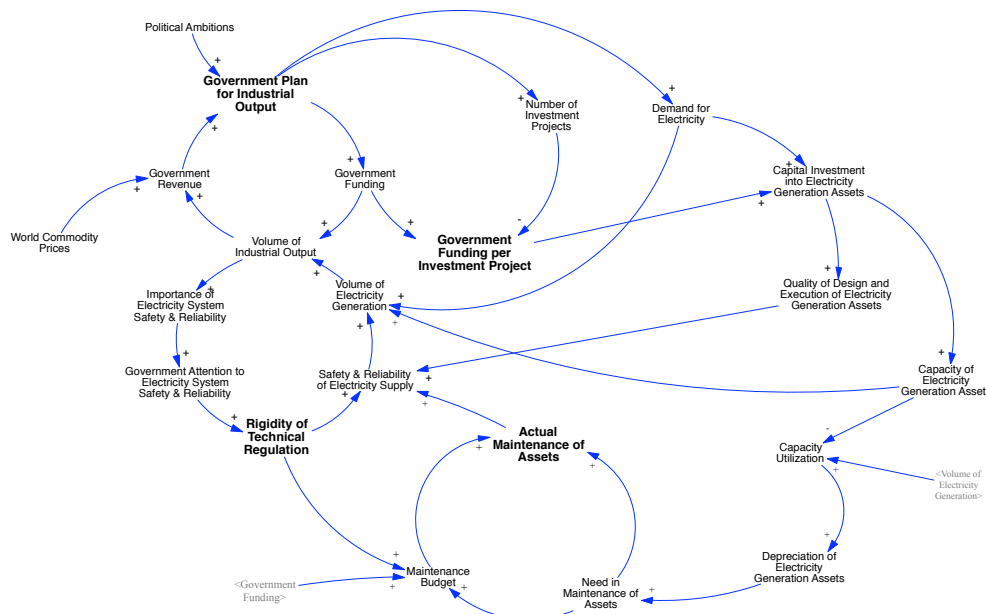 Political Ambitions
+
Government Plan
for Industrial
Output
+
+
+
Number of
Investment
Projects
+
Demand for
Electricity
+
Government
Revenue
+
+
+
Government
Funding
+
Capital Investment
into Electricity
Generation Assets
+
World Commodity
Prices
Volume of
Industrial Output
+
+
+
-
Government
Funding per
Investment Project
+
Importance of
Electricity System
Safety & Reliability
+
Volume of
Electricity
Generation
+
+
+
Quality of Design and
Execution of Electricity
Generation Assets
+
Government Attention to
Electricity System
Safety & Reliability
+
Safety & Reliability
of Electricity Supply
+
+
+
+
Capacity of
Electricity
Generation Asset
Rigidity of
Technical
Regulation
+
Actual
Maintenance of
Assets
+
+
-
Capacity
Utilization
+
<Volume of
Electricity
Generation>
+
Depreciation of
Electricity
Generation Assets
+
Maintenance
Budget
+
+
<Government
Funding>
Need in
Maintenance of
Assets
+